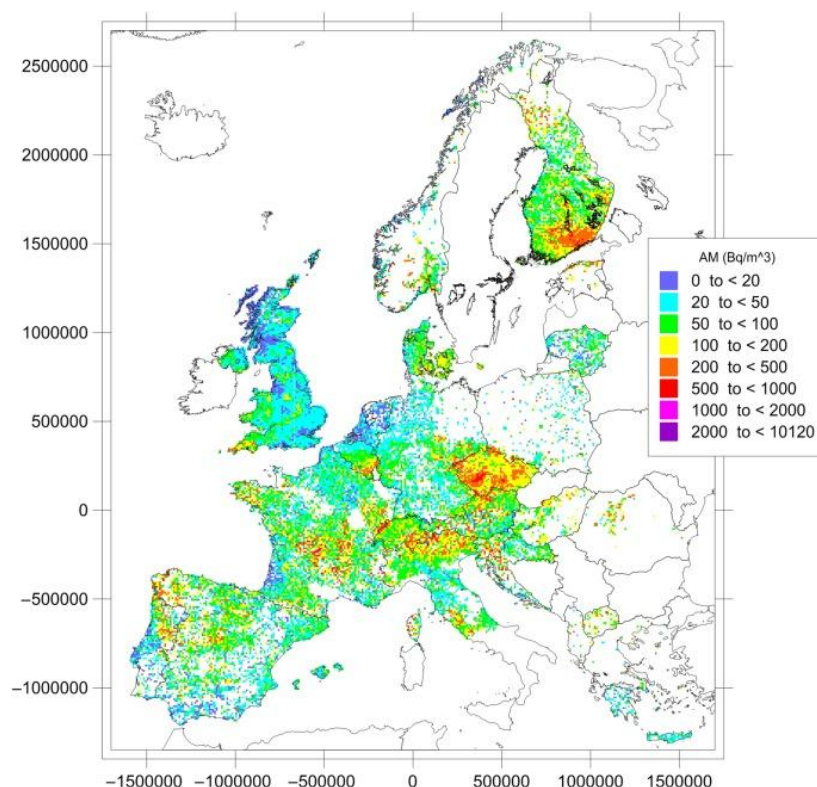 2500000
2000000
1500000
1000000
500000
0
−500000
−1000000
AM (Bq/m^3)
0 to < 20
20 to < 50
50 to < 100
100 to < 200
200 to < 500
500 to < 1000
1000 to < 2000
2000 to < 10120
−1500000 −1000000 −500000 0 500000 1000000 1500000